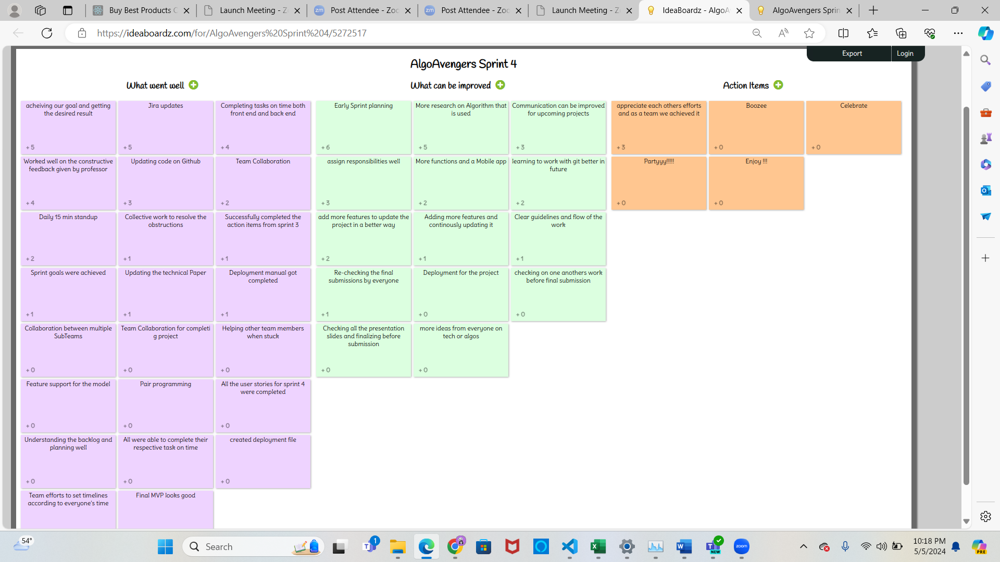 Buy Best Products C
Launch Meeting - Z
Post Attendee - Zoo
Post Attendee - Zoo
Launch Meeting - Z
IdeaBoardz - AlgoA
AlgoAvengers Sprin
https://ideaboardz.com/for/AlgoAvengers%20Sprint%204/5272517
Export
Login
AlgoAvengers Sprint 4
What went well
acheiving our goal and getting
the desired result
+5
Jira updates
+5
Completing tasks on time both
front end and back end
+4
Worked well on the constructive
feedback given by professor
+4
Updating code on Github
+3
Team Collaboration
+2
Daily 15 min standup
+2
Collective work to resolve the
obstructions
+1
Successfully completed the
action items from sprint 3
+1
Sprint goals were achieved
+1
Updating the technical Paper
+1
Deployment manual got
completed
+1
Collaboration between multiple
SubTeams
+0
Team Collaboration for completi
g project
+0
Helping other team members
when stuck
+0
Feature support for the model
+0
Pair programming
+0
All the user stories for sprint 4
were completed
+0
Understanding the backlog and
planning well
+0
All were able to complete their
respective task on time
+0
created deployment file
+0
Team efforts to set timelines
according to everyone's time
Final MVP looks good
What can be improved
Early Sprint planning
+6
More research on Algorithm that
is used
+5
Communication can be improved
for upcoming projects
+3
assign responsibilities well
+3
More functions and a Mobile app
+2
learning to work with git better in
future
+2
add more features to update the
project in a better way
+2
Adding more features and
continously updating it
+1
Clear guidelines and flow of the
work
+1
Re-checking the final
submissions by everyone
+1
Deployment for the project
+0
checking on one anothers work
before final submission
+0
Checking all the presentation
slides and finalizing before
submission
+0
more ideas from everyone on
tech or algos
+0
Action Items
appreciate each others efforts
and as a team we achieved it
+3
Boozee
+0
Celebrate
+0
Partyyy!!!!!
+0
Enjoy !!!
+0
54°
Search
1
NEW
zoom
10:18 PM
5/5/2024
PRE